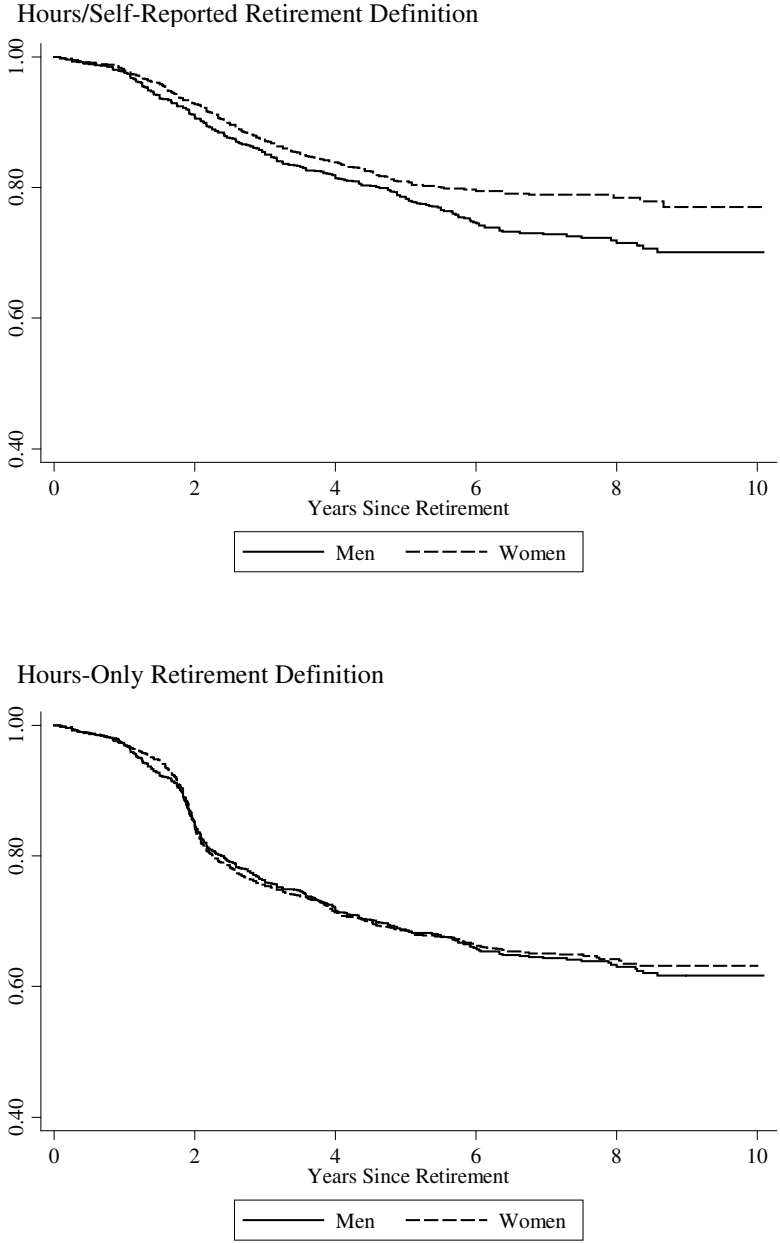 Hours/Self-Reported Retirement Definition
1.00
0.80
0.60
0.40
0 2 4 6 8 10
Years Since Retirement
Men Women
Hours-Only Retirement Definition
1.00
0.80
0.60
0.40
0 2 4 6 8 10
Years Since Retirement
Men Women